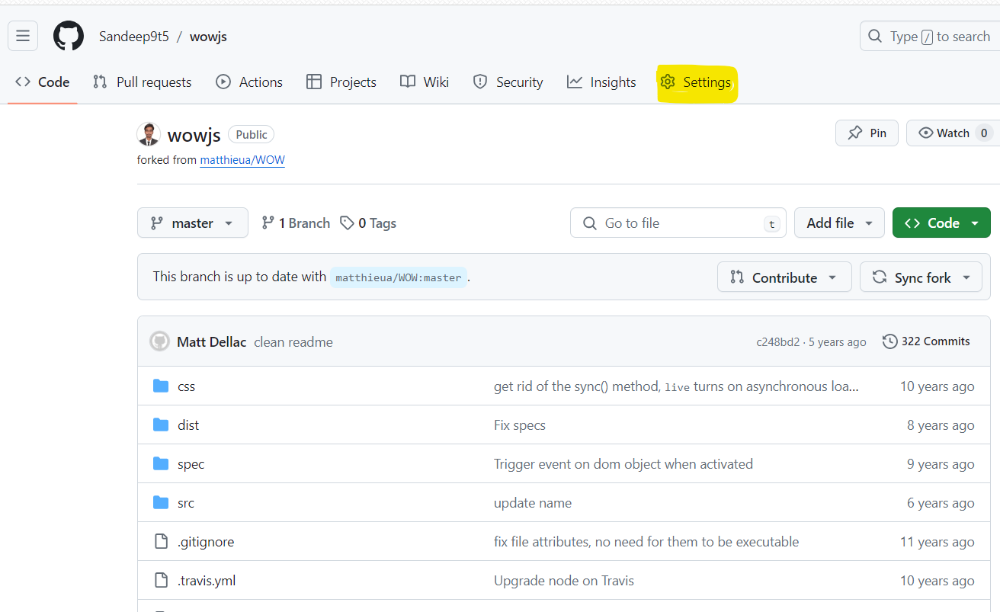 Sandeep9t5 / wowjs
Type / to search
Code Pull requests Actions Projects Wiki Security Insights Settings
wowjs Public
Pin Watch 0
forked from matthieua/WOW
master 1 Branch 0 Tags Go to file t Add file Code
This branch is up to date with matthieua/WOW:master. Contribute Sync fork
Matt Dellac clean readme c248bd2 · 5 years ago 322 Commits
css get rid of the sync() method, live turns on asynchronous loa... 10 years ago
dist Fix specs 8 years ago
spec Trigger event on dom object when activated 9 years ago
src update name 6 years ago
.gitignore fix file attributes, no need for them to be executable 11 years ago
.travis.yml Upgrade node on Travis 10 years ago